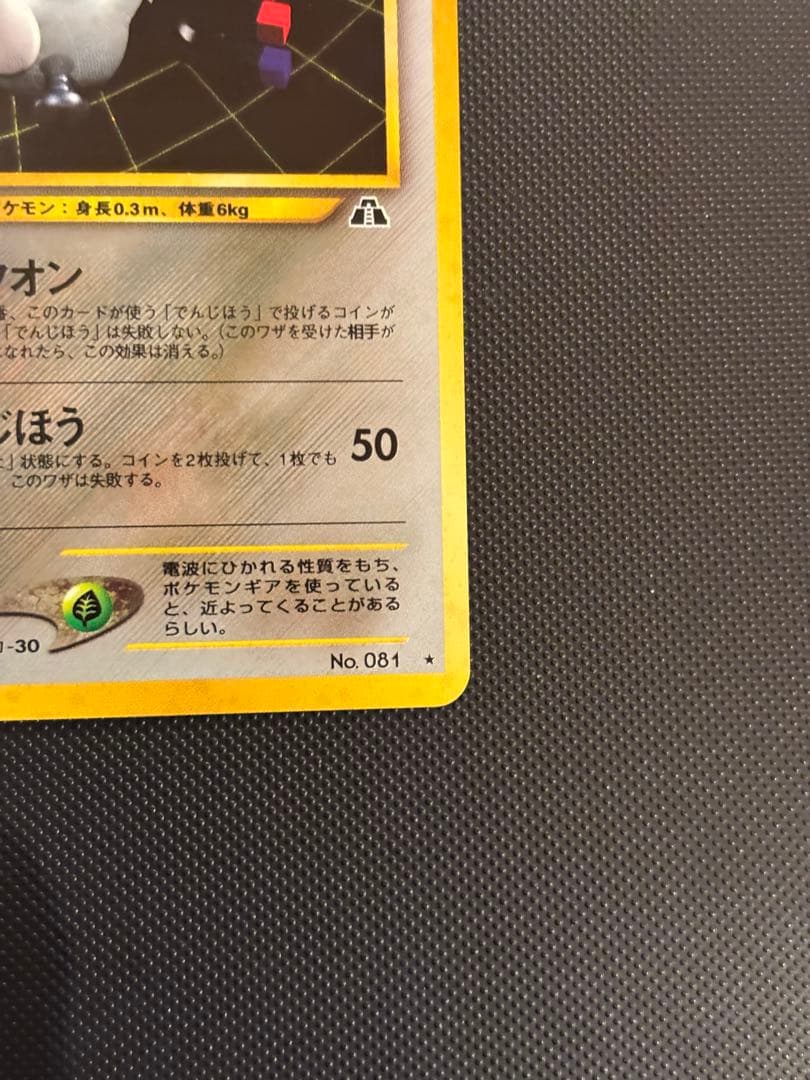 ケモン：身長0.3m、体重6kg
クオン
、このカードが使う「でんじほう」で投げるコインが
「でんじほう」は失敗しない。（このワザを受けた相手が
なれたら、この効果は消える。）
じほう
50
」状態にする。コインを2枚投げて、1枚でも
このワザは失敗する。
電波にひかれる性質をもち、
ポケモンギアを使っている
と、近よってくることがある
らしい。
-30
No. 081 ★